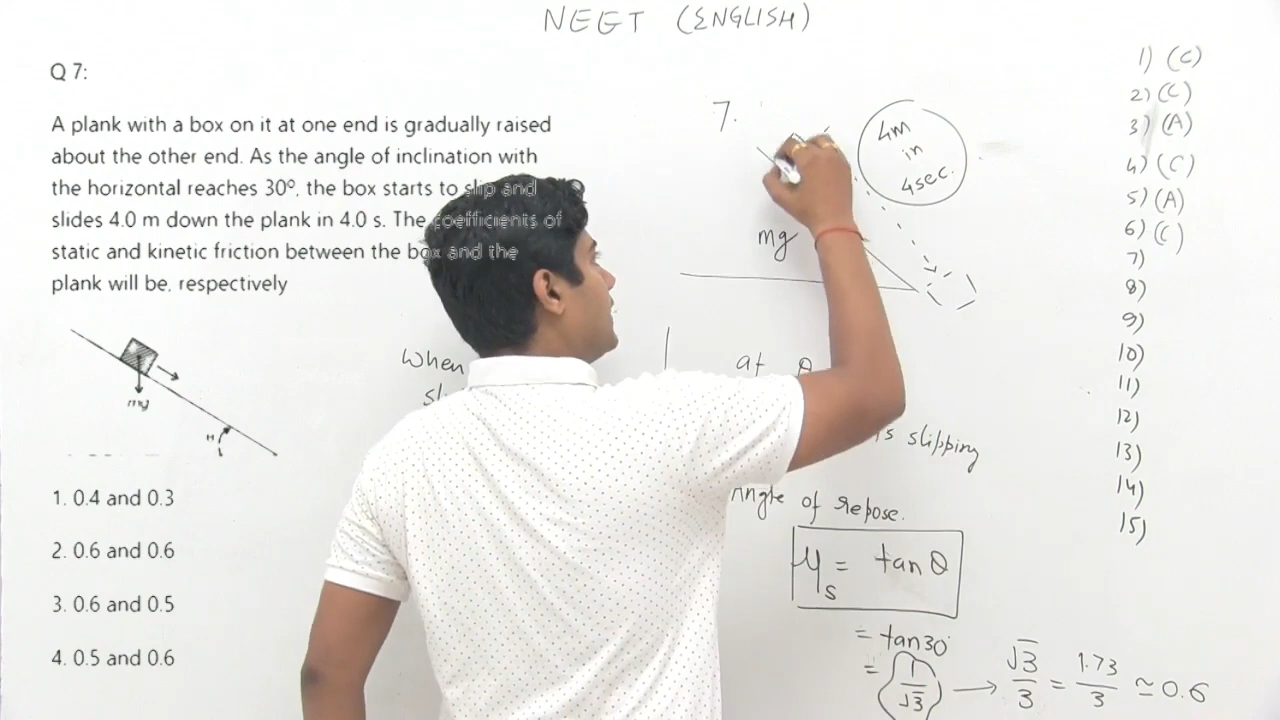 NEET (ENGLISH)
Q 7:
A plank with a box on it at one end is gradually raised
about the other end. As the angle of inclination with
the horizontal reaches 30º, the box starts to slip and
slides 4.0 m down the plank in 4.0 s. The coefficients of
static and kinetic friction between the box and the
plank will be, respectively
mg
1. 0.4 and 0.3
2. 0.6 and 0.6
3. 0.6 and 0.5
4. 0.5 and 0.6
7.
4m
in
4sec.
mg
When
at θ
is slipping
Angle of repose.
μs = tan θ
= tan30
= 1/√3 → √3/3 = 1.73/3 ≃ 0.6
1) (C)
2) (C)
3) (A)
4) (C)
5) (A)
6) (C)
7)
8)
9)
10)
11)
12)
13)
14)
15)